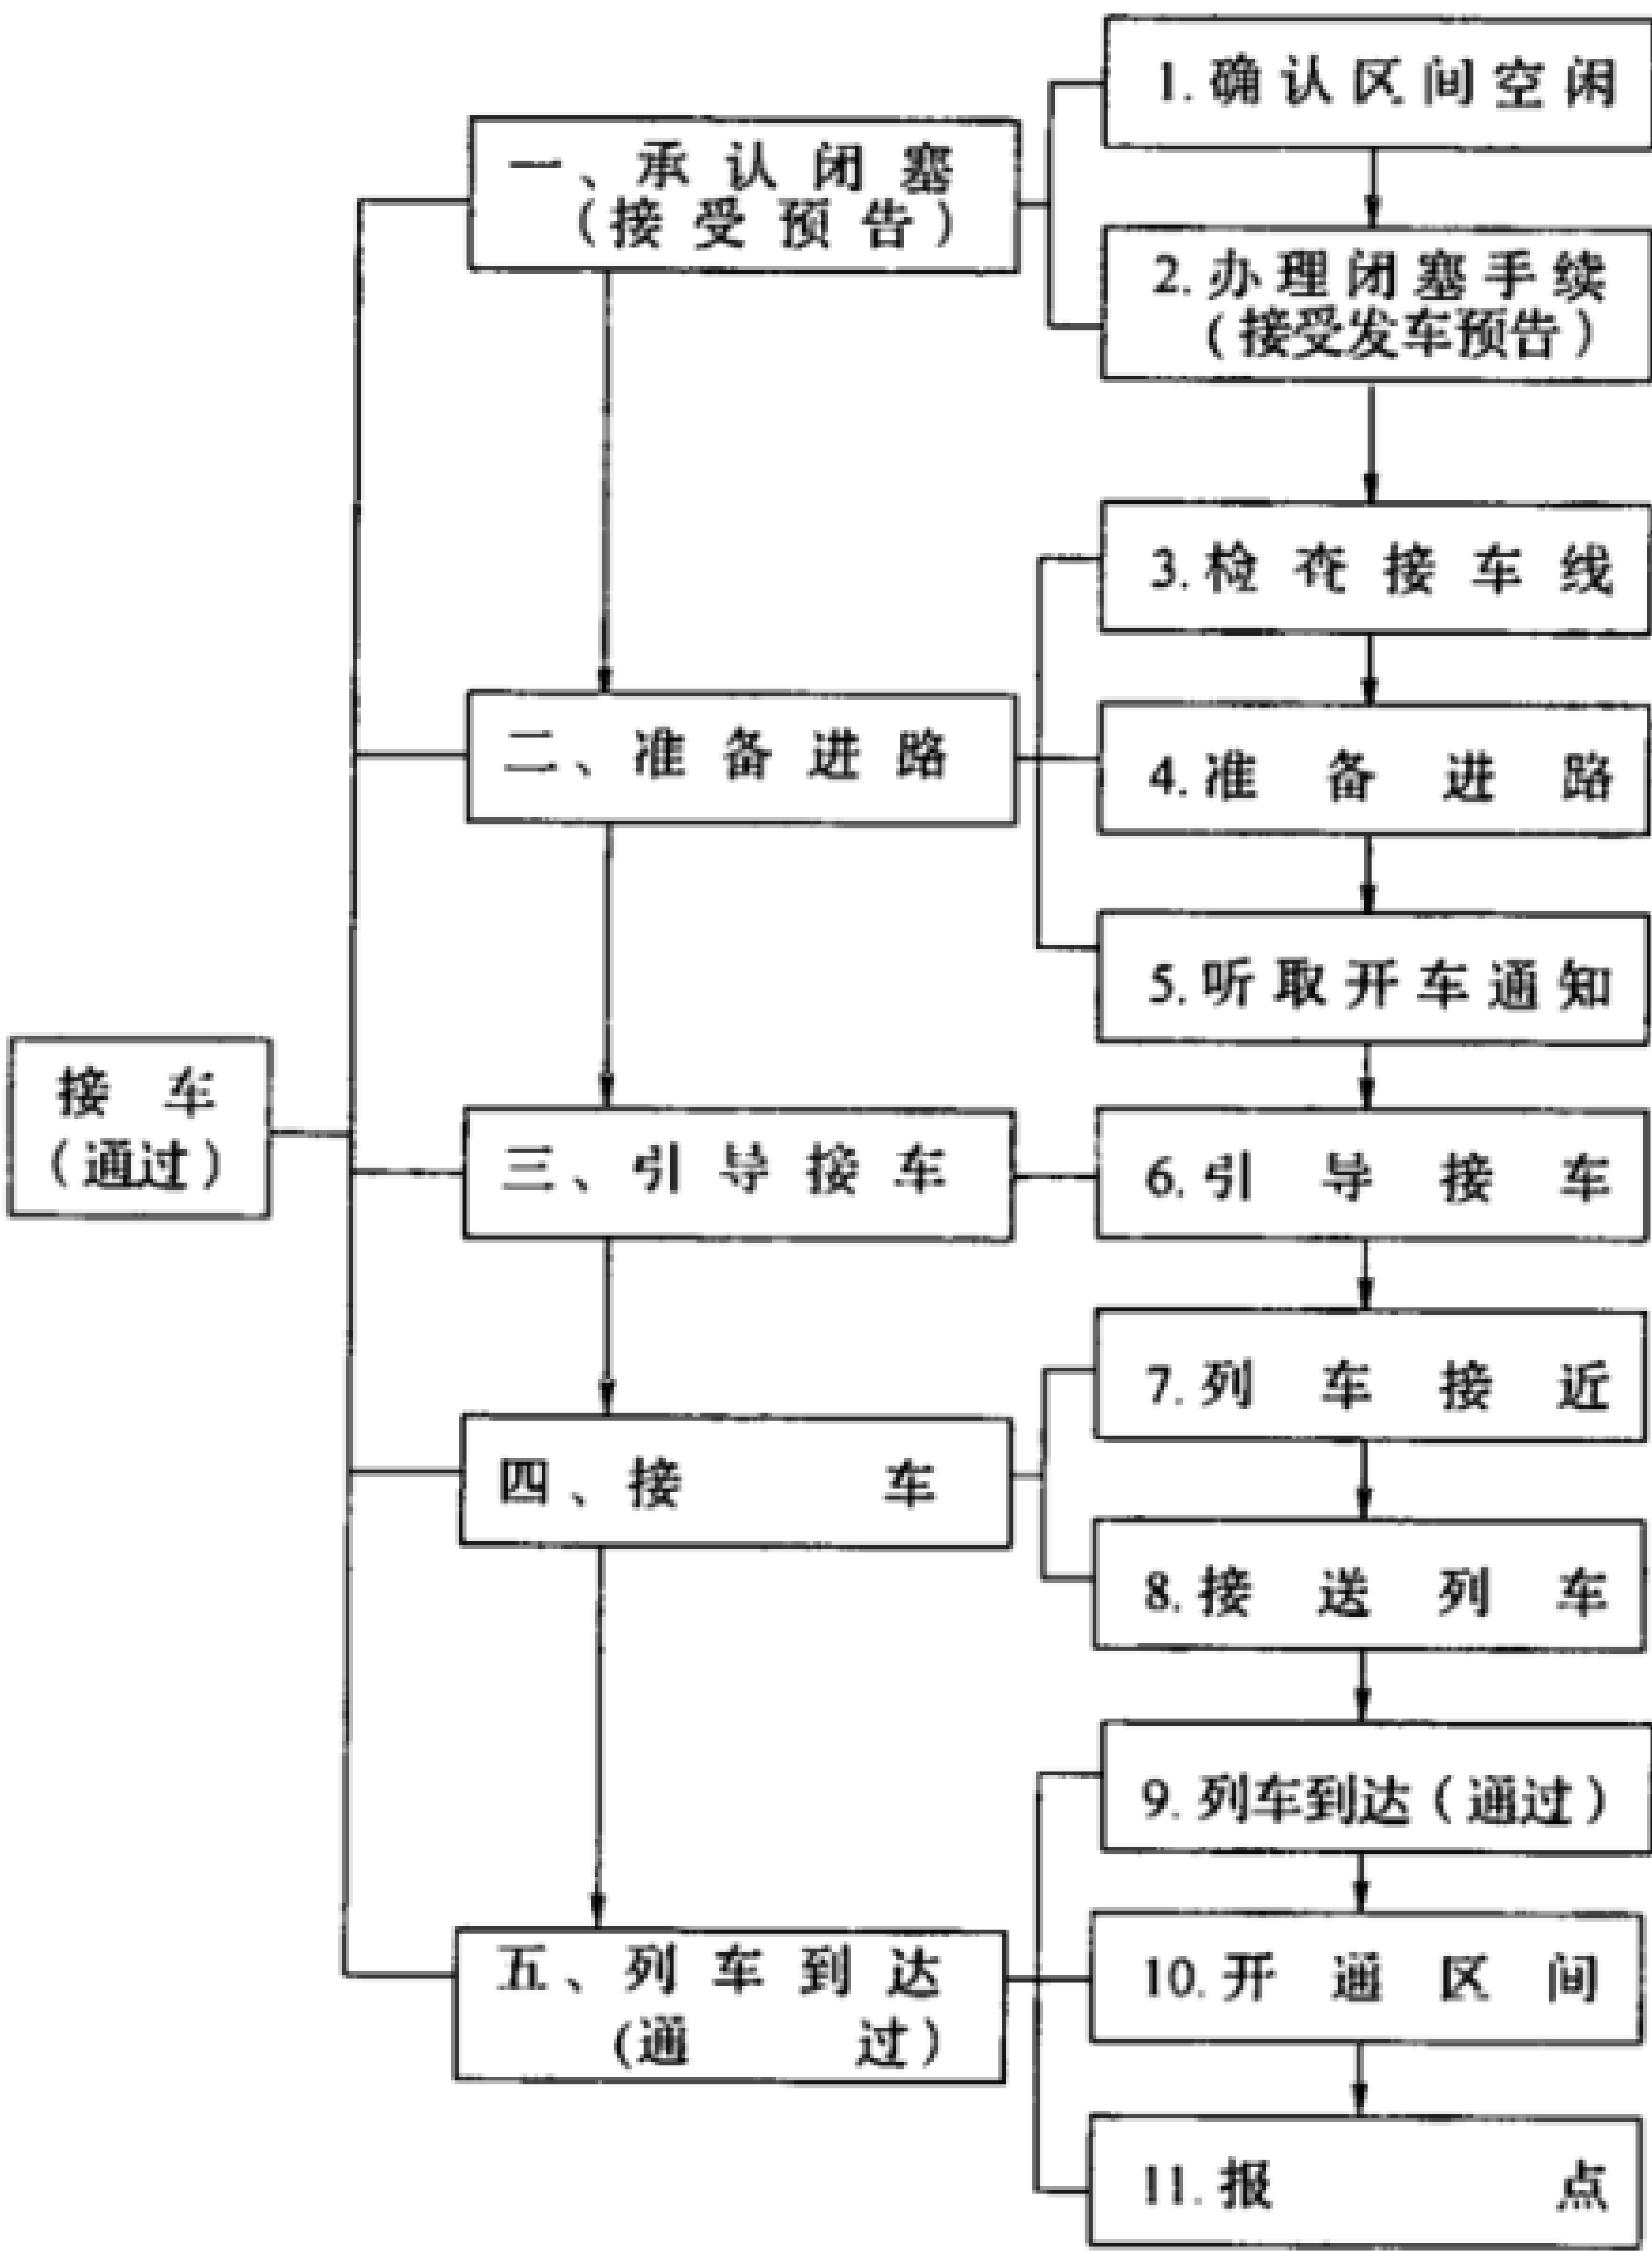 接车
(通过)
一、承认闭塞
(接受预告)
二、准备进路
三、引导接车
四、接车
五、列车到达
(通过)
1.确认区间空闲
2.办理闭塞手续
(接受发车预告)
3.检查接车线
4.准备进路
5.听取开车通知
6.引导接车
7.列车接近
8.接送列车
9.列车到达(通过)
10.开通区间
11.报点